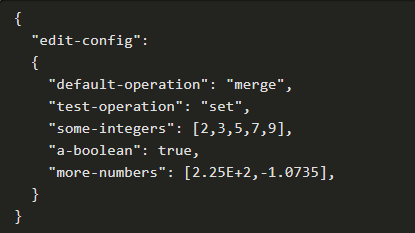 {
"edit-config":
{
"default-operation": "merge",
"test-operation": "set",
"some-integers": [2,3,5,7,9],
"a-boolean": true,
"more-numbers": [2.25E+2,-1.0735],
}
}